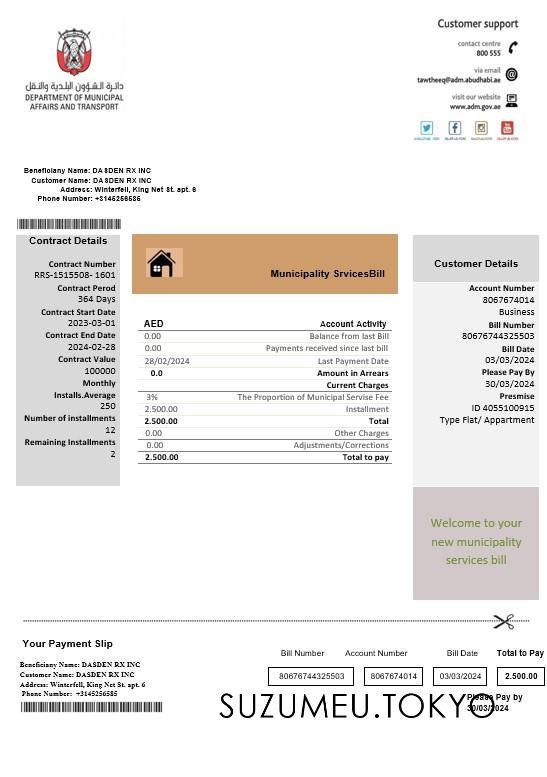 Customer support
contact centre
800 555
via email
tawtheeq@adm.abudhabi.ae
visit our website
www.adm.gov.ae
دائرة الشؤون البلدية والنقل
DEPARTMENT OF MUNICIPAL
AFFAIRS AND TRANSPORT
Beneficiany Name: DASDEN RX INC
Customer Name: DASDEN RX INC
Address: Winterfell, King Net St. apt. 6
Phone Number: +3145256585
Contract Details
Contract Number
RRS-1515508- 1601
Contract Perod
364 Days
Contract Start Date
2023-03-01
Contract End Date
2024-02-28
Contract Value
100000
Monthly
Installs.Average
250
Number of installments
12
Remaining Installments
2
Municipality SrvicesBill
AED Account Activity
0.00 Balance from last Bill
0.00 Payments received since last bill
28/02/2024 Last Payment Date
0.0 Amount in Arrears
Current Charges
3% The Proportion of Municipal Servise Fee
2.500.00 Installment
2.500.00 Total
0.00 Other Charges
0.00 Adjustments/Corrections
2.500.00 Total to pay
Customer Details
Account Number
8067674014
Business
Bill Number
80676744325503
Bill Date
03/03/2024
Please Pay By
30/03/2024
Presmise
ID 4055100915
Type Flat/ Appartment
Welcome to your
new municipality
services bill
Your Payment Slip
Beneficiany Name: DASDEN RX INC
Customer Name: DASDEN RX INC
Address: Winterfell, King Net St. apt. 6
Phone Number: +3145256585
Bill Number Account Number Bill Date Total to Pay
80676744325503 8067674014 03/03/2024 2.500.00
Please Pay by
30/03/2024
SUZUMEU.TOKYO